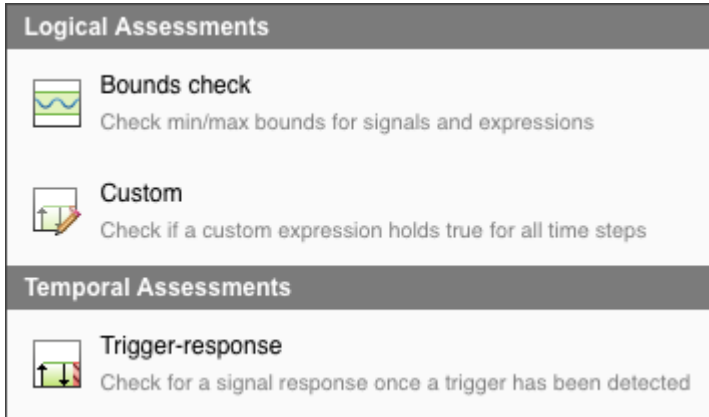 Logical Assessments
Bounds check
Check min/max bounds for signals and expressions
Custom
Check if a custom expression holds true for all time steps
Temporal Assessments
Trigger-response
Check for a signal response once a trigger has been detected